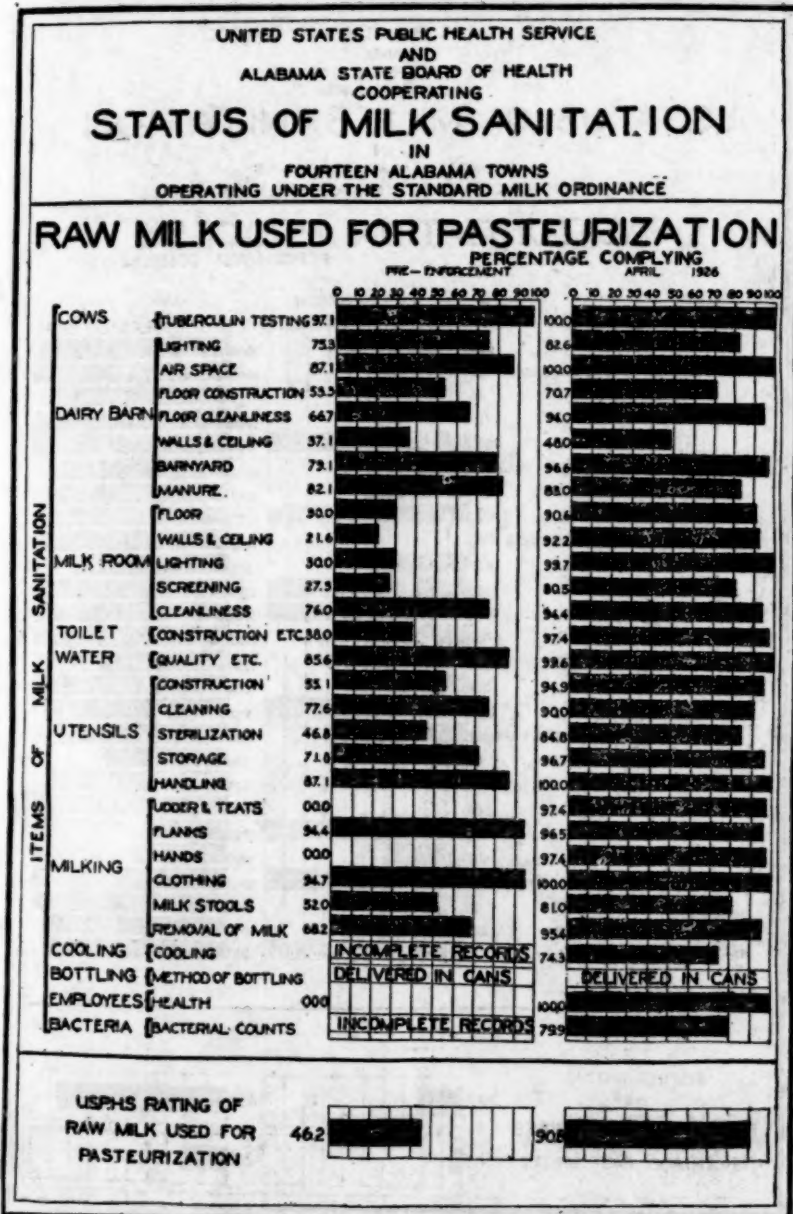 UNITED STATES PUBLIC HEALTH SERVICE
AND
ALABAMA STATE BOARD OF HEALTH
COOPERATING
STATUS OF MILK SANITATION
IN
FOURTEEN ALABAMA TOWNS
OPERATING UNDER THE STANDARD MILK ORDINANCE
RAW MILK USED FOR PASTEURIZATION
PERCENTAGE COMPLYING
PRE-ENFORCEMENT APRIL 1926
0 10 20 30 40 50 60 70 80 90 100 0 10 20 30 40 50 60 70 80 90 100
ITEMS OF MILK SANITATION
COWS TUBERCULIN TESTING 97.1 100.0
DAIRY BARN
LIGHTING 75.3 82.6
AIR SPACE 87.1 100.0
FLOOR CONSTRUCTION 70.7
FLOOR CLEANLINESS 66.7 94.0
WALLS & CEILING 37.1 48.0
BARNYARD 79.1 96.6
MANURE 82.1 83.0
MILK ROOM
FLOOR 30.0 90.6
WALLS & CEILING 21.6 92.2
LIGHTING 30.0 99.7
SCREENING 27.3 80.5
CLEANLINESS 76.0 94.4
TOILET CONSTRUCTION ETC. 38.0 97.4
WATER QUALITY ETC. 85.6 99.6
UTENSILS
CONSTRUCTION 94.9
CLEANING 77.6 90.0
STERILIZATION 46.8 84.8
STORAGE 71.8 96.7
HANDLING 87.1 100.0
MILKING
UDDER & TEATS 00.0 97.4
FLANKS 94.4 96.5
HANDS 00.0 97.4
CLOTHING 94.7 100.0
MILK STOOLS 52.0 81.0
REMOVAL OF MILK 68.2 95.4
COOLING COOLING INCOMPLETE RECORDS 74.3
BOTTLING METHOD OF BOTTLING DELIVERED IN CANS DELIVERED IN CANS
EMPLOYEES HEALTH 00.0 100.0
BACTERIA BACTERIAL COUNTS INCOMPLETE RECORDS 79.9
USPHS RATING OF
RAW MILK USED FOR 46.2
PASTEURIZATION